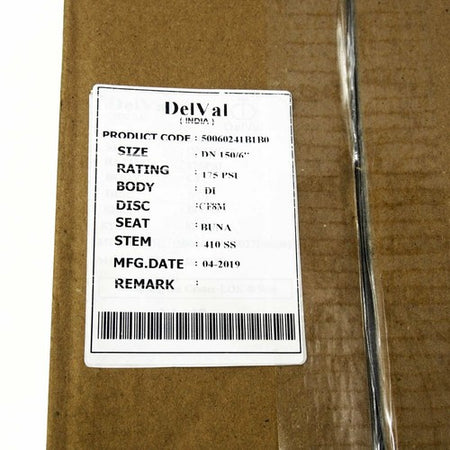 DelVal
( INDIA )
PRODUCT CODE : 50060241B1B0
SIZE : DN 150/6"
RATING : 175 PSI
BODY : DI
DISC : CF8M
SEAT : BUNA
STEM : 410 SS
MFG.DATE : 04-2019
REMARK :